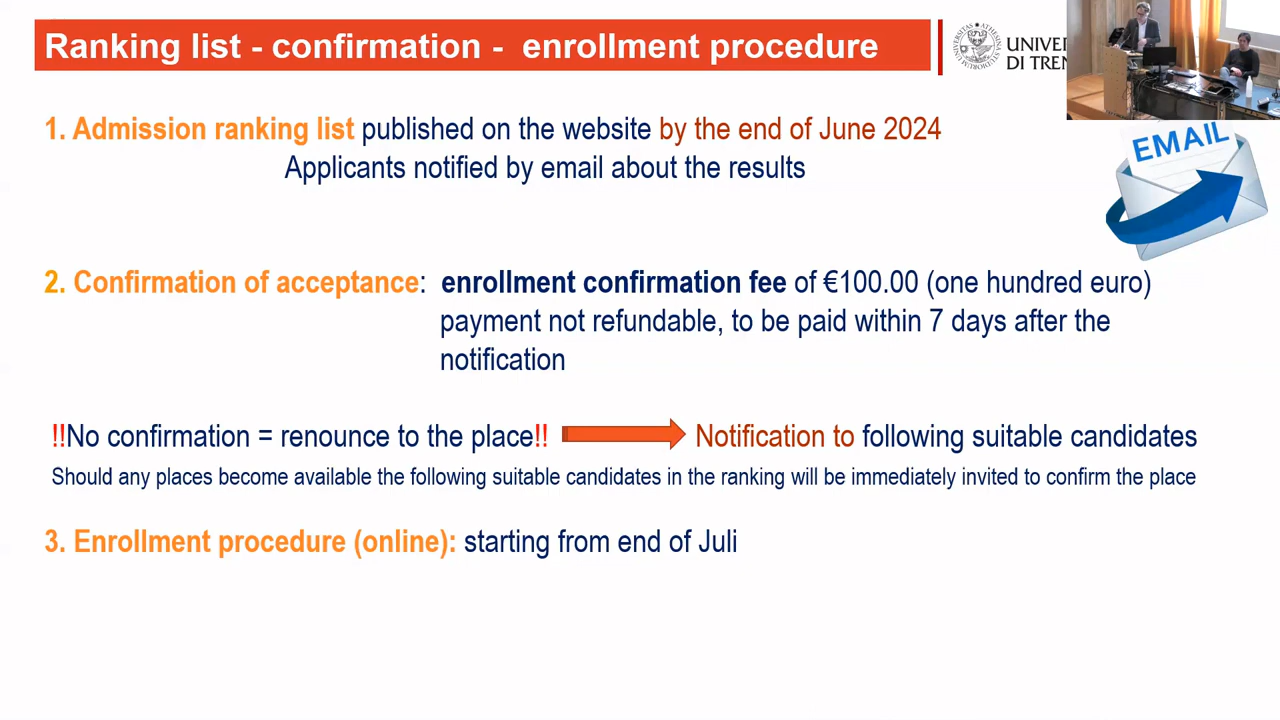 Ranking list - confirmation - enrollment procedure
UNIVER
DI TREN
EMAIL
1. Admission ranking list published on the website by the end of June 2024
Applicants notified by email about the results
2. Confirmation of acceptance: enrollment confirmation fee of €100.00 (one hundred euro)
payment not refundable, to be paid within 7 days after the
notification
!!No confirmation = renounce to the place!! Notification to following suitable candidates
Should any places become available the following suitable candidates in the ranking will be immediately invited to confirm the place
3. Enrollment procedure (online): starting from end of Juli